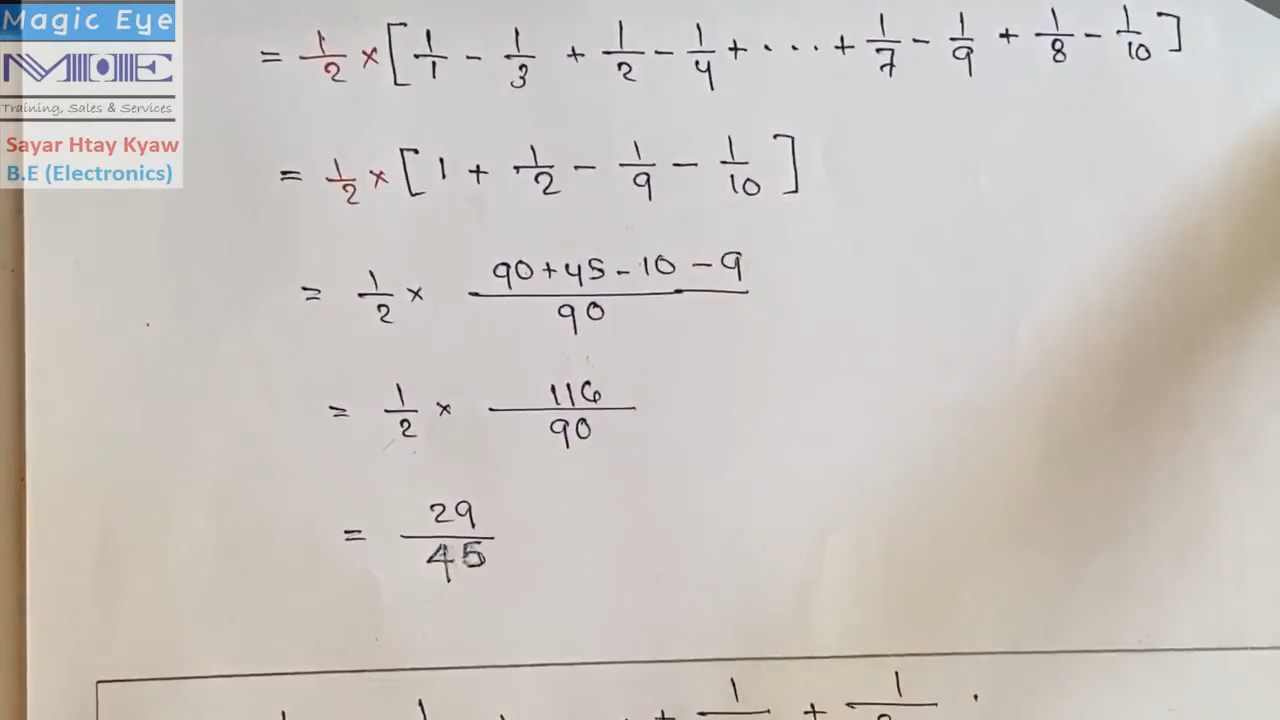 Magic Eye
MOE
Training, Sales & Services
Sayar Htay Kyaw
B.E (Electronics)
= 1/2 × [ 1/1 - 1/3 + 1/2 - 1/4 + ... + 1/7 - 1/9 + 1/8 - 1/10 ]
= 1/2 × [ 1 + 1/2 - 1/9 - 1/10 ]
= 1/2 × (90+45-10-9)/90
= 1/2 × 116/90
= 29/45